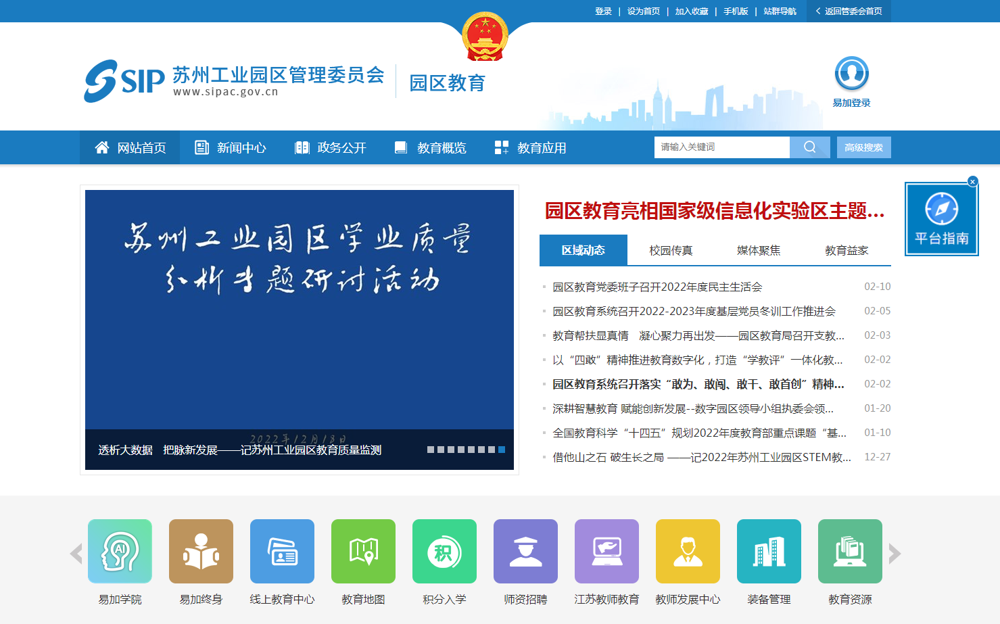 登录 | 设为首页 | 加入收藏 | 手机版 | 站群导航 返回管委会首页
SIP 苏州工业园区管理委员会
www.sipac.gov.cn
园区教育
易加登录
网站首页 新闻中心 政务公开 教育概览 教育应用 请输入关键词 高级搜索
苏州工业园区学业质量
分析专题研讨活动
2022年12月18日
透析大数据 把脉新发展——记苏州工业园区教育质量监测
园区教育亮相国家级信息化实验区主题...
区域动态 校园传真 媒体聚焦 教育益家
园区教育党委班子召开2022年度民主生活会 02-10
园区教育系统召开2022-2023年度基层党员冬训工作推进会 02-05
教育帮扶显真情 凝心聚力再出发——园区教育局召开支教... 02-03
以“四敢”精神推进教育数字化，打造“学教评”一体化教... 02-02
园区教育系统召开落实“敢为、敢闯、敢干、敢首创”精神... 02-02
深耕智慧教育 赋能创新发展--数字园区领导小组执委会领... 01-20
全国教育科学“十四五”规划2022年度教育部重点课题“基... 01-10
借他山之石 破生长之局 ——记2022年苏州工业园区STEM教... 12-27
平台指南
AI
积
易加学院 易加终身 线上教育中心 教育地图 积分入学 师资招聘 江苏教师教育 教师发展中心 装备管理 教育资源